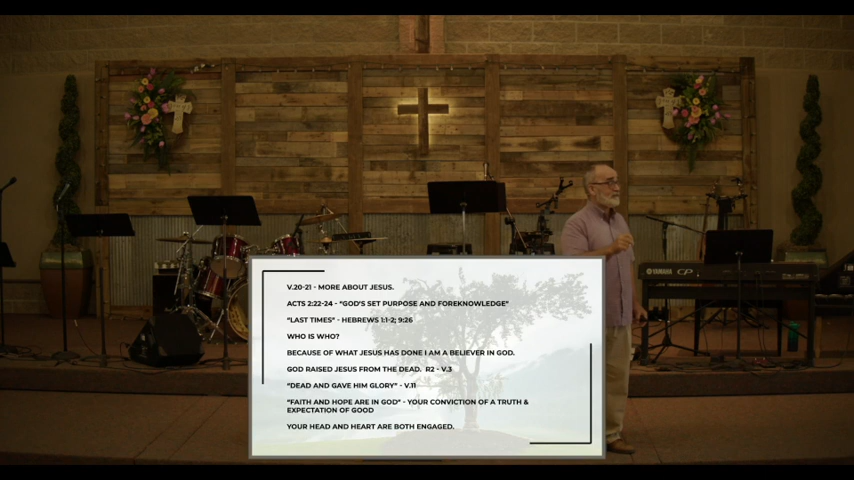 V.20-21 - MORE ABOUT JESUS.
ACTS 2:22-24 - "GOD'S SET PURPOSE AND FOREKNOWLEDGE"
"LAST TIMES" - HEBREWS 1:1-2; 9:26
WHO IS WHO?
BECAUSE OF WHAT JESUS HAS DONE I AM A BELIEVER IN GOD.
GOD RAISED JESUS FROM THE DEAD. R2 - V.3
"DEAD AND GAVE HIM GLORY" - V.11
"FAITH AND HOPE ARE IN GOD" - YOUR CONVICTION OF A TRUTH &
EXPECTATION OF GOOD
YOUR HEAD AND HEART ARE BOTH ENGAGED.
YAMAHA CP